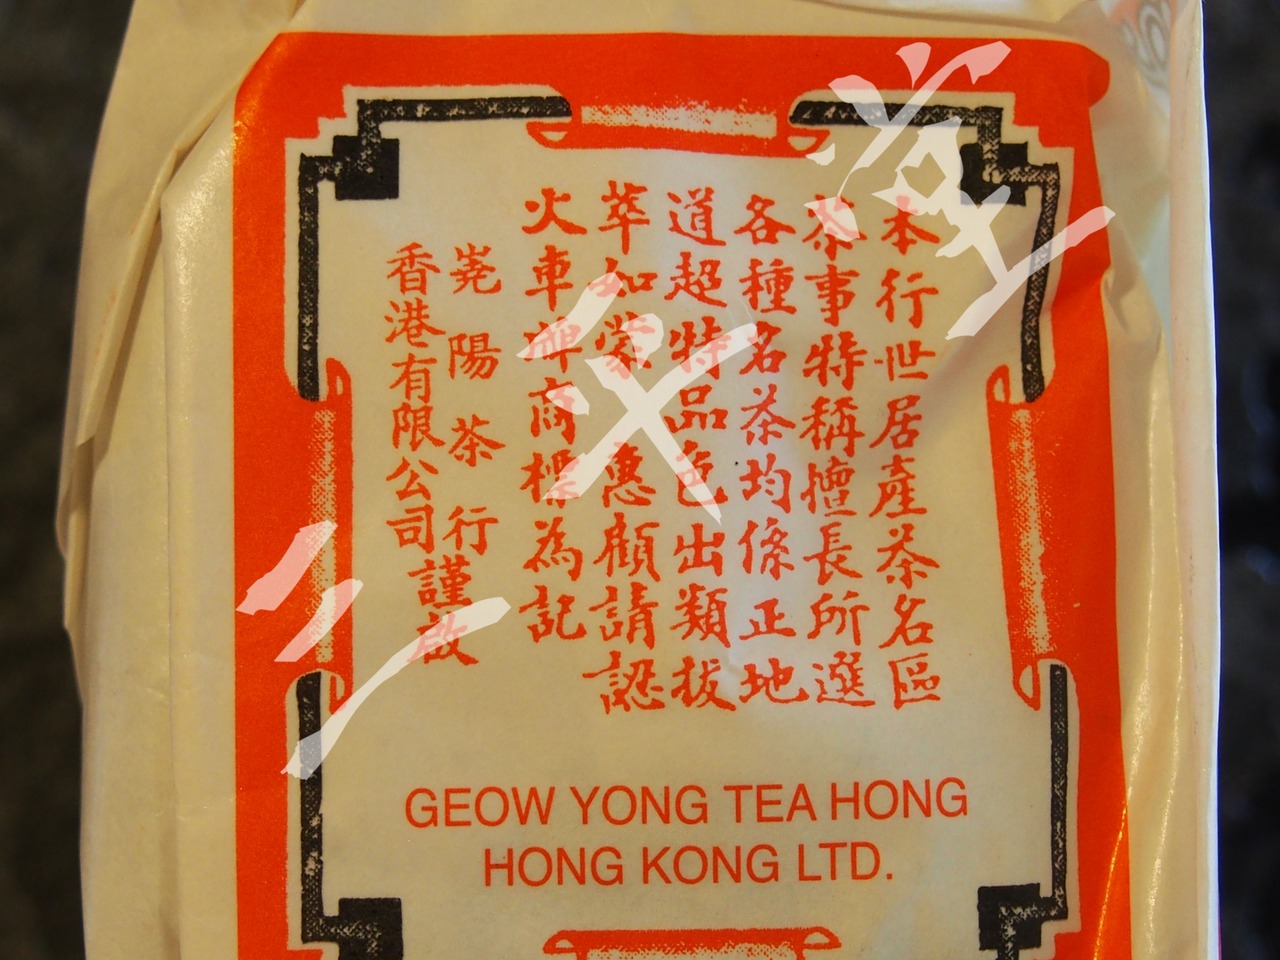 本行世居產茶名區
茶事特稱擅長所選
各種名茶均係正地
道超特品色出類拔
萃如蒙 惠顧請認
火車牌商標為記
嶤陽茶行
香港有限公司
謹啟
GEOW YONG TEA HONG
HONG KONG LTD.